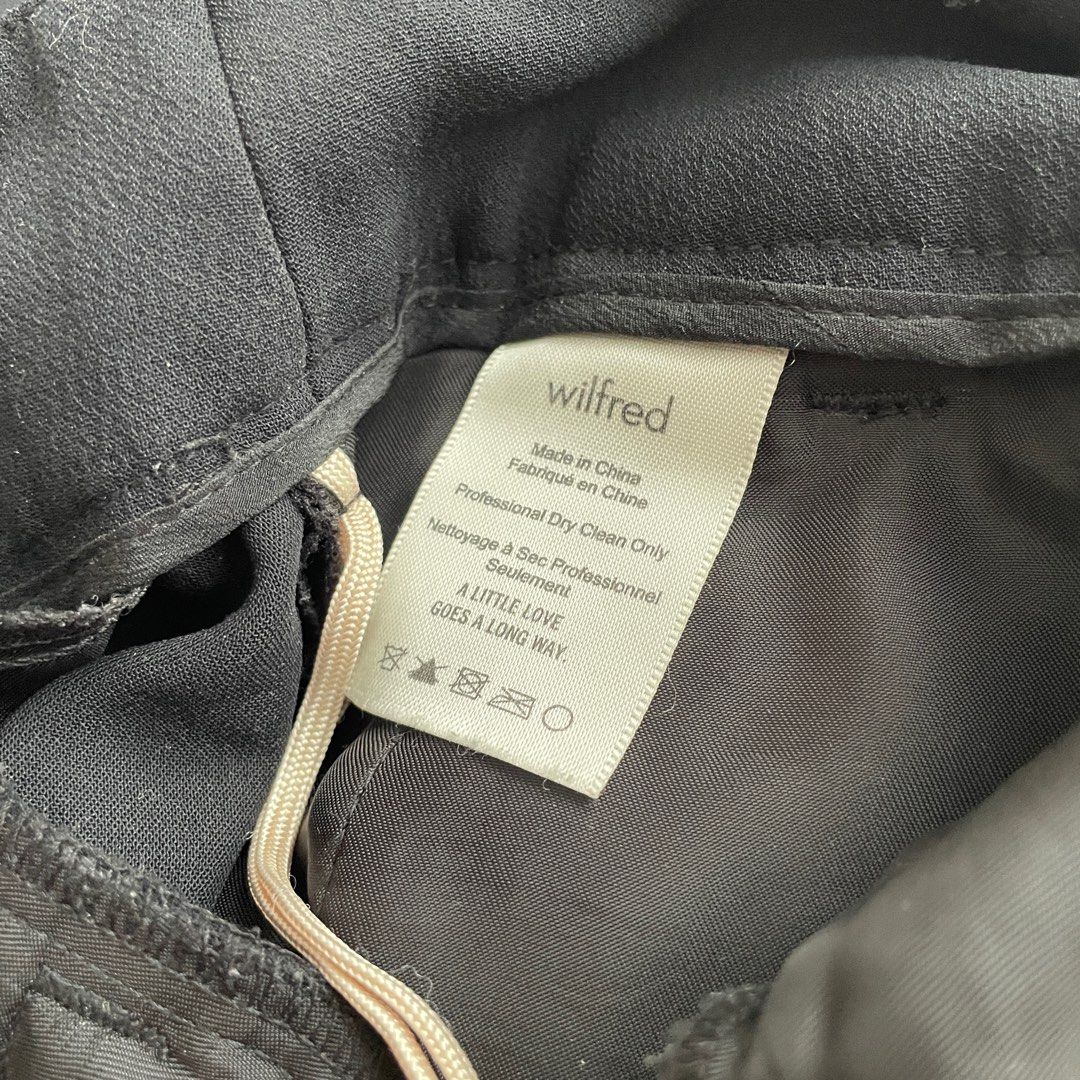 wilfred
Made in China
Fabriqué en Chine
Professional Dry Clean Only
Nettoyage à Sec Professionnel
Seulement
A LITTLE LOVE
GOES A LONG WAY.